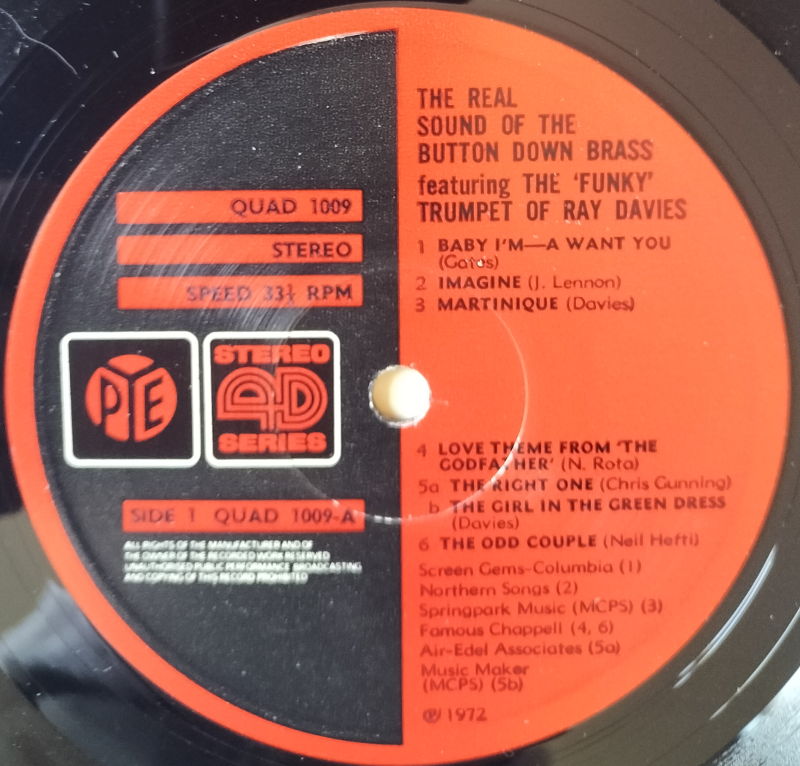 QUAD 1009
STEREO
SPEED 33⅓ RPM
PYE
STEREO
4D
SERIES
SIDE 1 QUAD 1009-A
ALL RIGHTS OF THE MANUFACTURER AND OF
THE OWNER OF THE RECORDED WORK RESERVED
UNAUTHORISED PUBLIC PERFORMANCE BROADCASTING
AND COPYING OF THIS RECORD PROHIBITED
THE REAL
SOUND OF THE
BUTTON DOWN BRASS
featuring THE 'FUNKY'
TRUMPET OF RAY DAVIES
1 BABY I'M—A WANT YOU
(Gates)
2 IMAGINE (J. Lennon)
3 MARTINIQUE (Davies)
4 LOVE THEME FROM 'THE
GODFATHER' (N. Rota)
5a THE RIGHT ONE (Chris Gunning)
b THE GIRL IN THE GREEN DRESS
(Davies)
6 THE ODD COUPLE (Neil Hefti)
Screen Gems-Columbia (1)
Northern Songs (2)
Springpark Music (MCPS) (3)
Famous Chappell (4, 6)
Air-Edel Associates (5a)
Music Maker
(MCPS) (5b)
℗ 1972